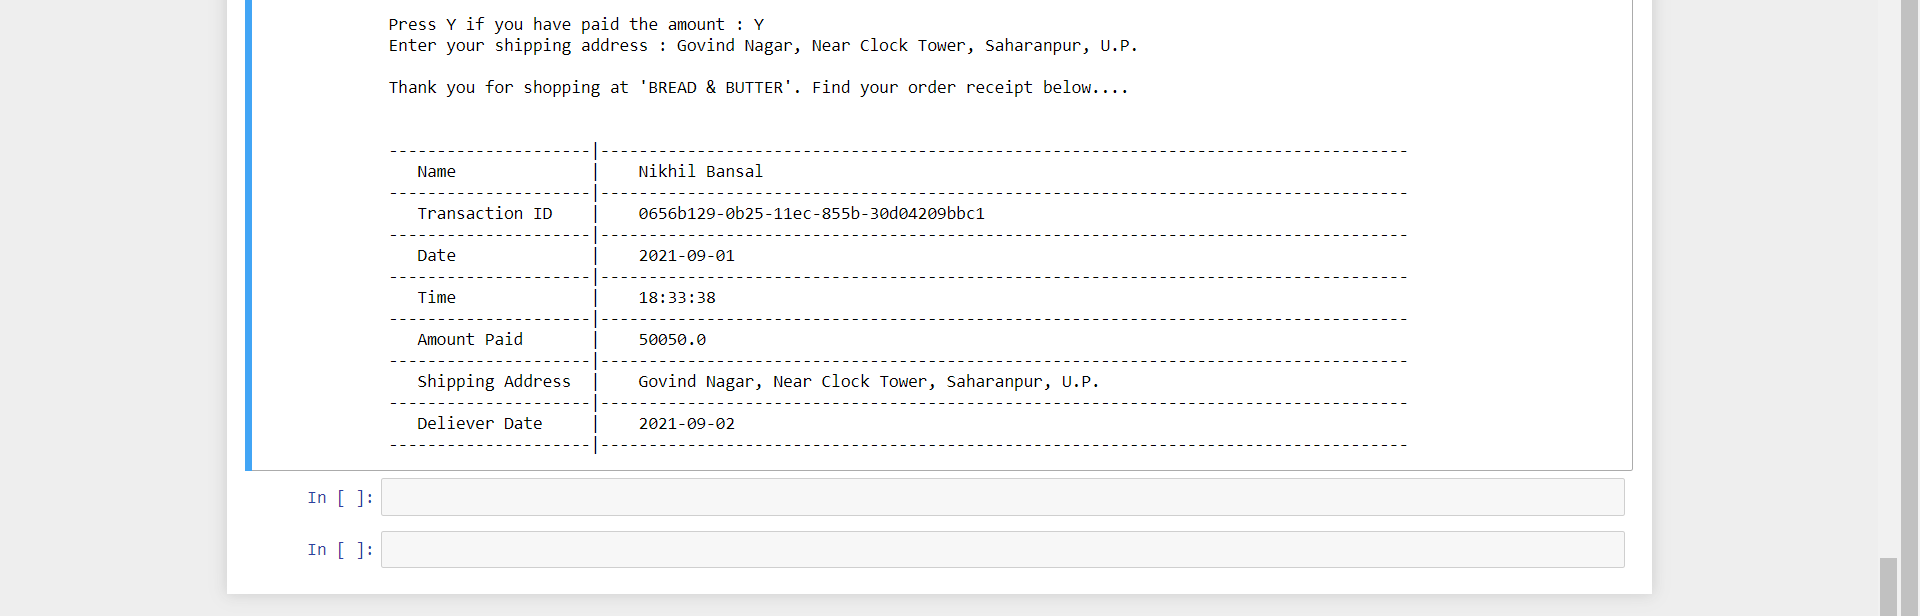 Press Y if you have paid the amount : Y
Enter your shipping address : Govind Nagar, Near Clock Tower, Saharanpur, U.P.
Thank you for shopping at 'BREAD & BUTTER'. Find your order receipt below....
---------------------|------------------------------------------------------------------------------------
Name | Nikhil Bansal
---------------------|------------------------------------------------------------------------------------
Transaction ID | 0656b129-0b25-11ec-855b-30d04209bbc1
---------------------|------------------------------------------------------------------------------------
Date | 2021-09-01
---------------------|------------------------------------------------------------------------------------
Time | 18:33:38
---------------------|------------------------------------------------------------------------------------
Amount Paid | 50050.0
---------------------|------------------------------------------------------------------------------------
Shipping Address | Govind Nagar, Near Clock Tower, Saharanpur, U.P.
---------------------|------------------------------------------------------------------------------------
Deliever Date | 2021-09-02
---------------------|------------------------------------------------------------------------------------
In [ ]:
In [ ]: